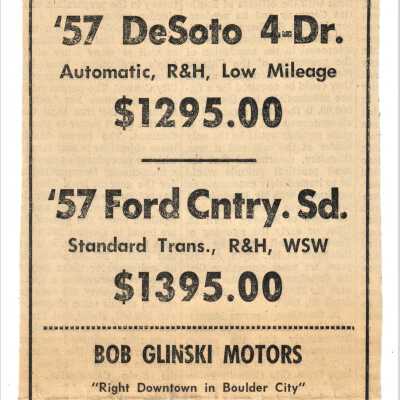 '57 DeSoto 4-Dr.
Automatic, R&H, Low Mileage
$1295.00
'57 Ford Cntry. Sd.
Standard Trans., R&H, WSW
$1395.00
BOB GLINSKI MOTORS
"Right Downtown in Boulder City"